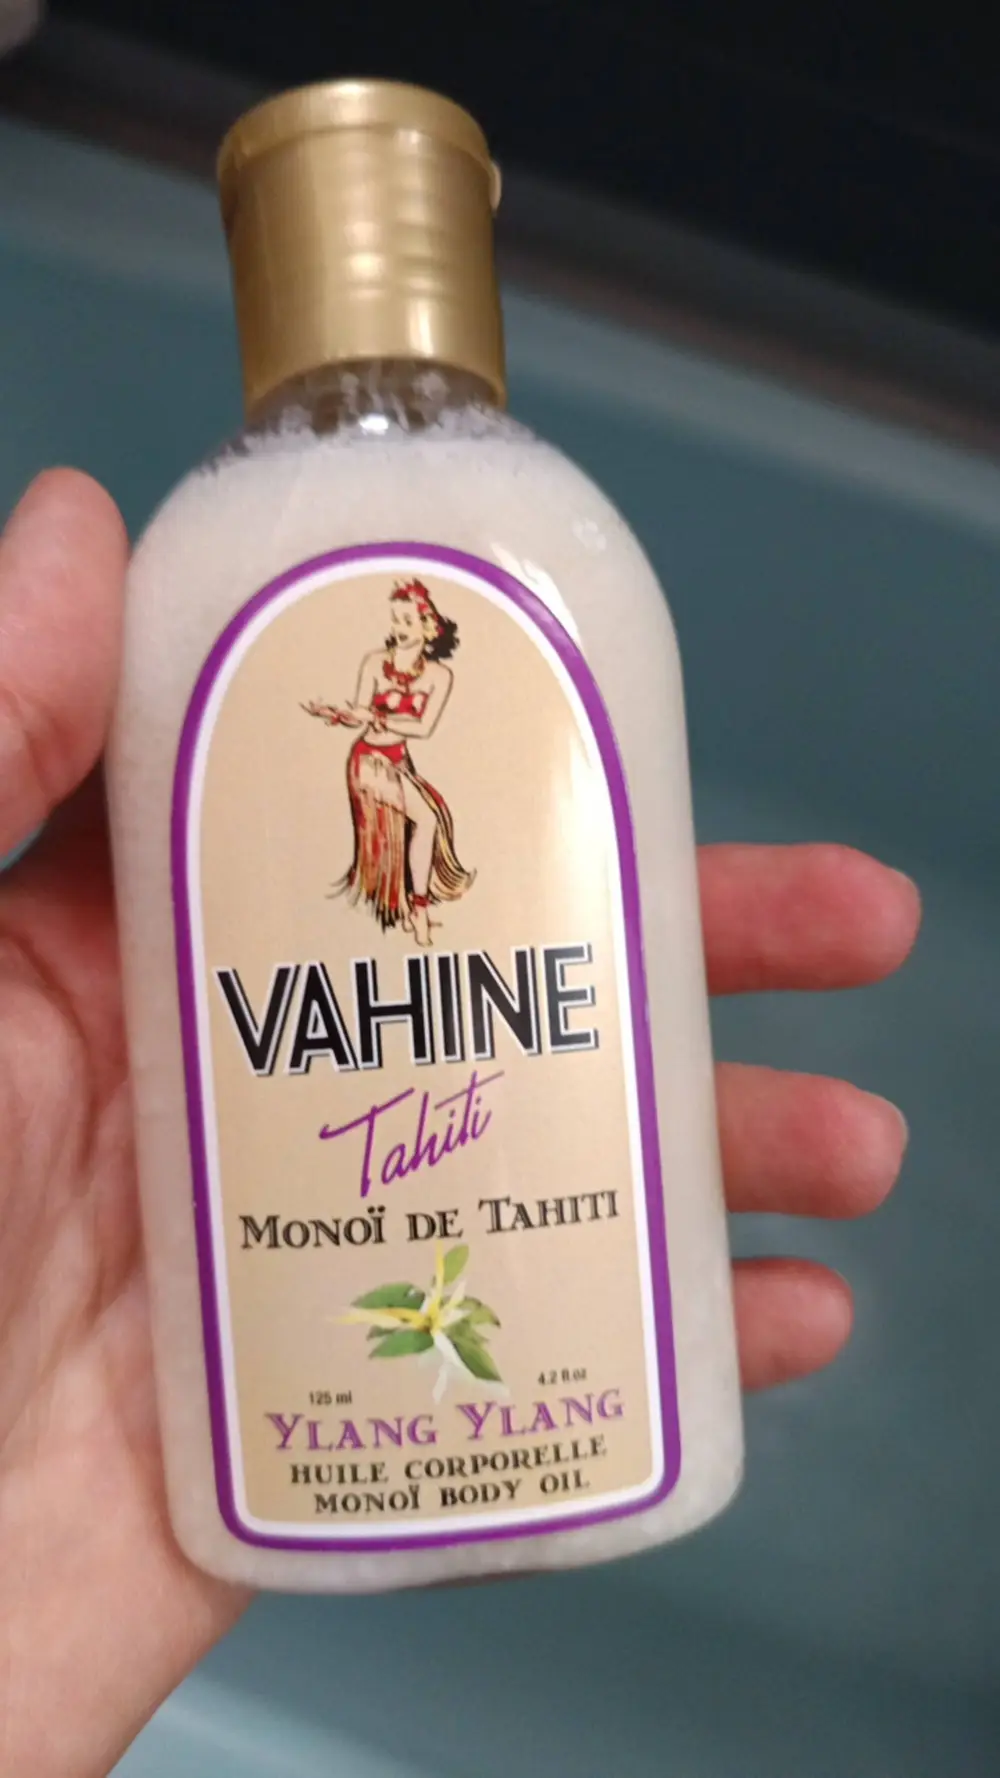 VAHINE
Tahiti
MONOÏ DE TAHITI
125 ml 4.2 fl.oz
YLANG YLANG
HUILE CORPORELLE
MONOÏ BODY OIL